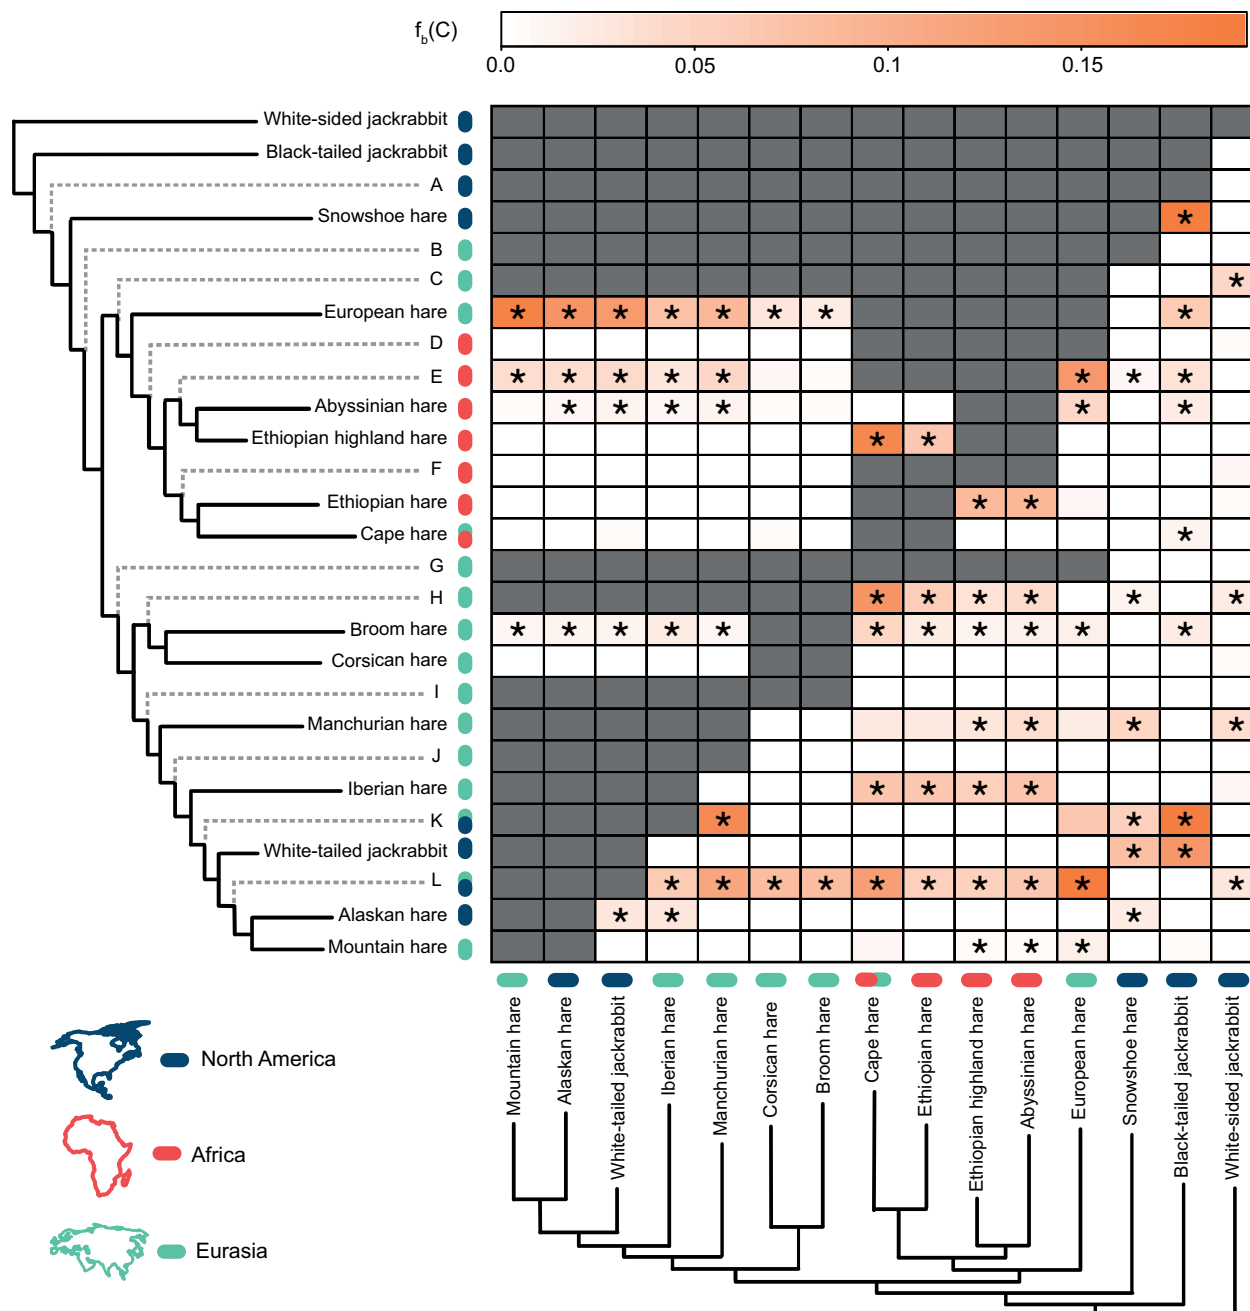 f_b(C)
0.0 0.05 0.1 0.15
White-sided jackrabbit
Black-tailed jackrabbit
A
Snowshoe hare
*
B
C
*
European hare
* * * * * * * *
D
E
* * * * * * * *
Abyssinian hare
* * * * * *
Ethiopian highland hare
* *
F
Ethiopian hare
* *
Cape hare
*
G
H
* * * * * *
Broom hare
* * * * * * * * * * *
Corsican hare
I
Manchurian hare
* * * *
J
Iberian hare
* * * *
K
* * *
White-tailed jackrabbit
* *
L
* * * * * * * * * *
Alaskan hare
* * *
Mountain hare
* * *
Mountain hare
Alaskan hare
White-tailed jackrabbit
Iberian hare
Manchurian hare
Corsican hare
Broom hare
Cape hare
Ethiopian hare
Ethiopian highland hare
Abyssinian hare
European hare
Snowshoe hare
Black-tailed jackrabbit
White-sided jackrabbit
North America
Africa
Eurasia